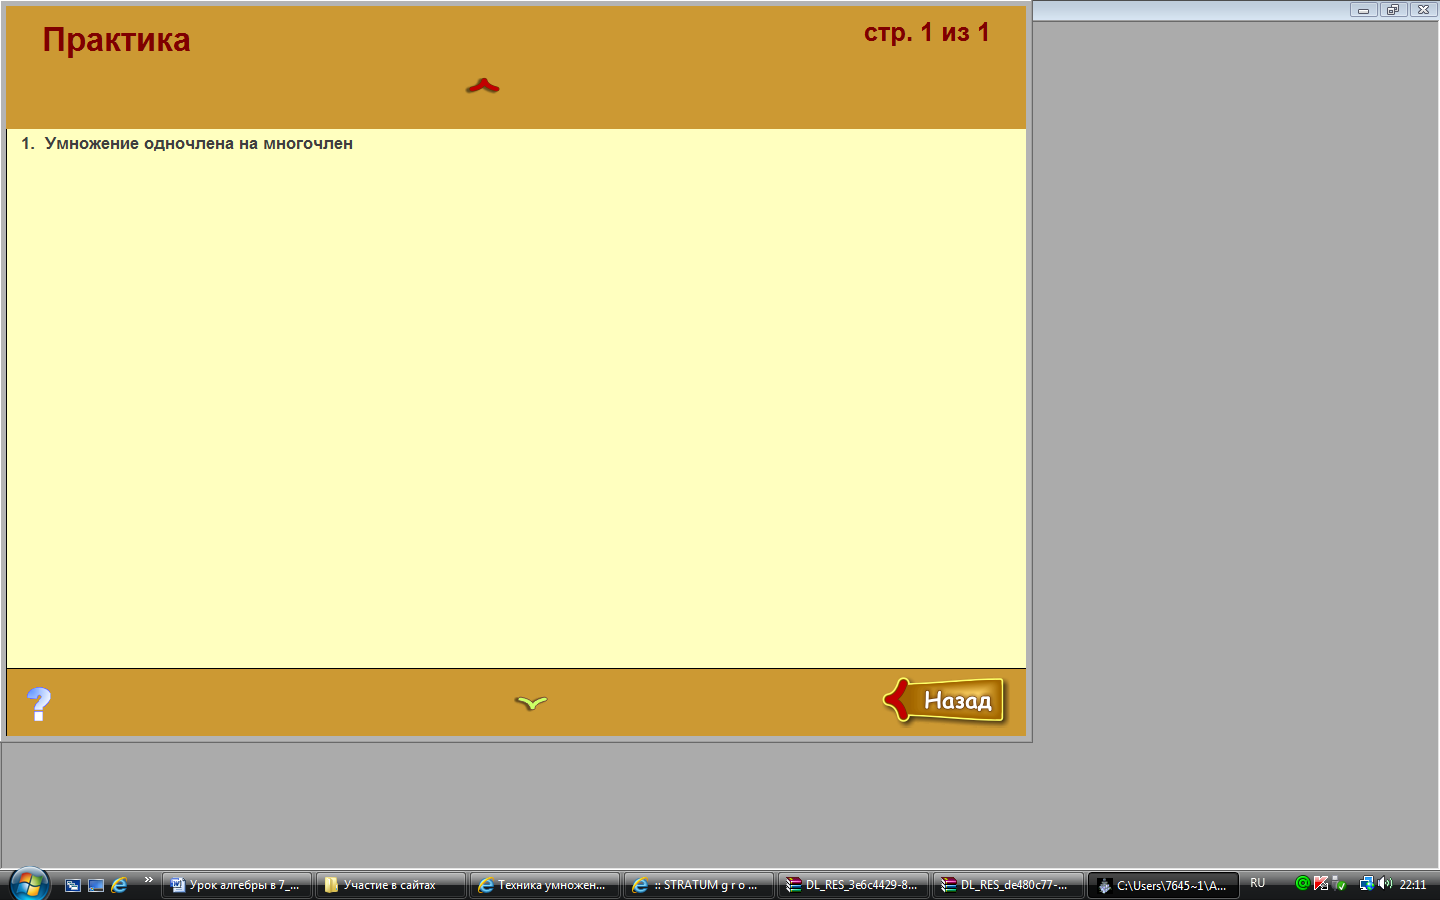 Практика
стр. 1 из 1
1. Умножение одночлена на многочлен
?
Назад
» Урок алгебры в 7_... Участие в сайтах Техника умножен... :: STRATUM g r o ... DL_RES_3e6c4429-8... DL_RES_de480c77-... C:\Users\7645~1\A... RU 22:11